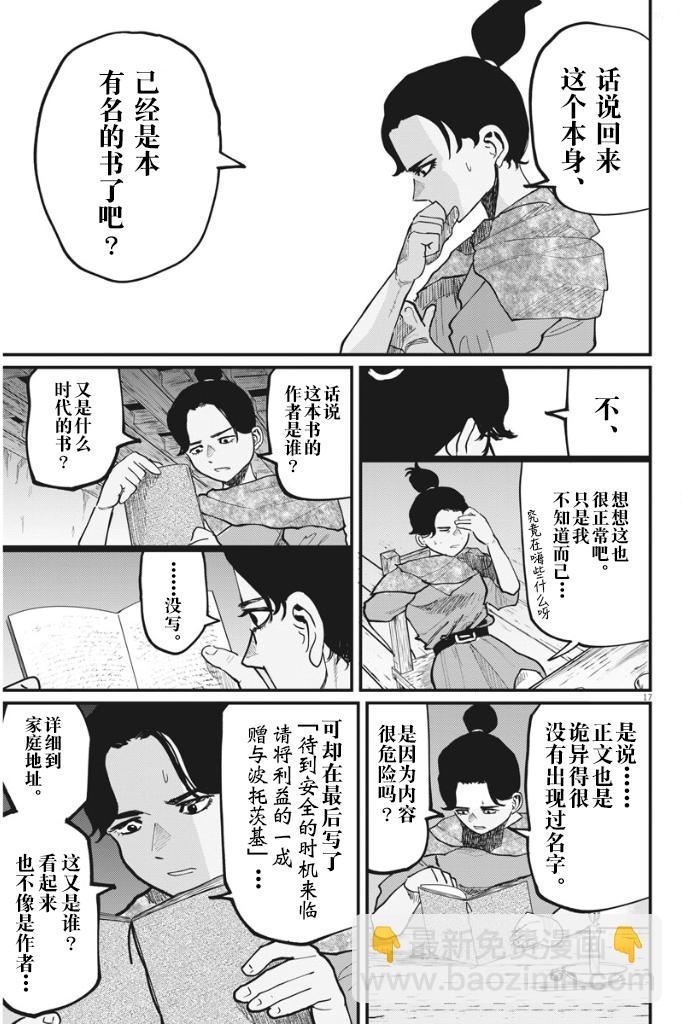 话说回来
这个本身、
己经是本
有名的书了吧？
不、
想想这也
很正常吧。
只是我
不知道而己…
究竟在嗨些什么呀
话说
这本书的
作者是谁？
又是什么
时代的书？
……
没写。
17
是说……
正文也是
诡异得很
没有出现过名字。
是因为内容
很危险吗？
可却在最后写了
「待到安全的时机来临
请将利益的一成
赠与波托茨基」…
详细到
家庭地址。
这又是谁？
看起来
也不像是作者…
👇最新免费漫画👇
www.baozimh.com